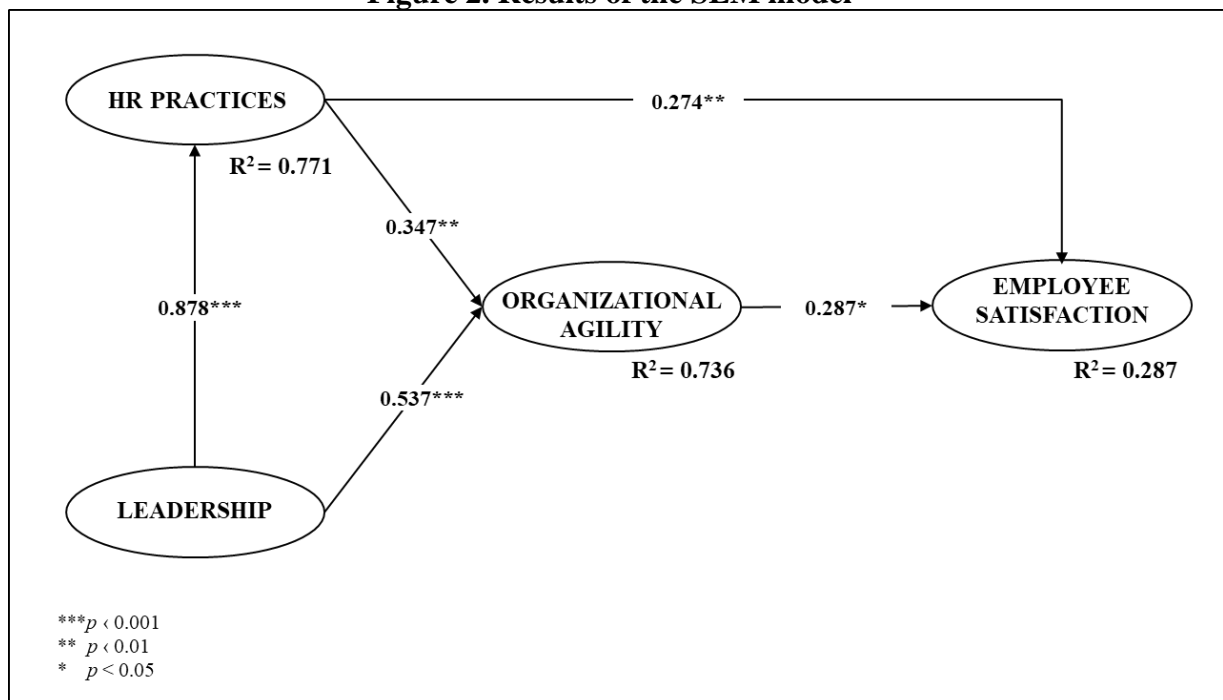 Figure 2. Results of the SEM model
HR PRACTICES
0.274**
R² = 0.771
0.347**
0.878***
ORGANIZATIONAL
AGILITY
0.287*
EMPLOYEE
SATISFACTION
R² = 0.736
R² = 0.287
0.537***
LEADERSHIP
***p ‹ 0.001
** p ‹ 0.01
* p < 0.05